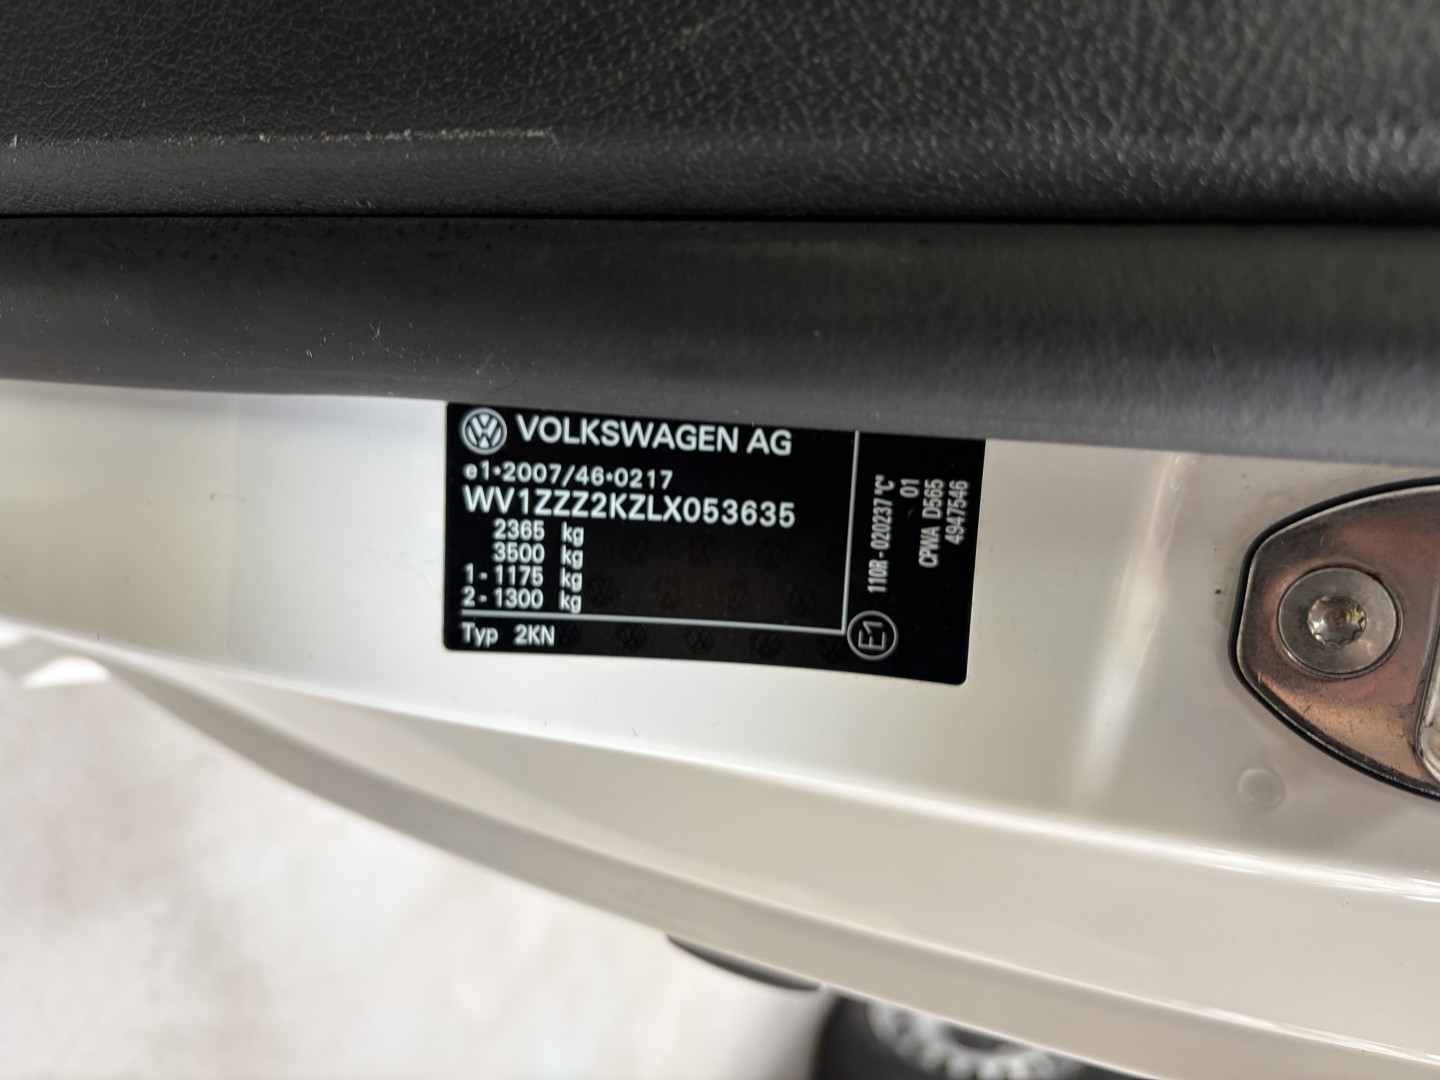 VOLKSWAGEN AG
e1*2007/46*0217
WV1ZZZ2KZLX053635
2365 kg
3500 kg
1 - 1175 kg
2 - 1300 kg
Typ 2KN
E1
110R - 020237 "C"
01
CPWA D565
4947546